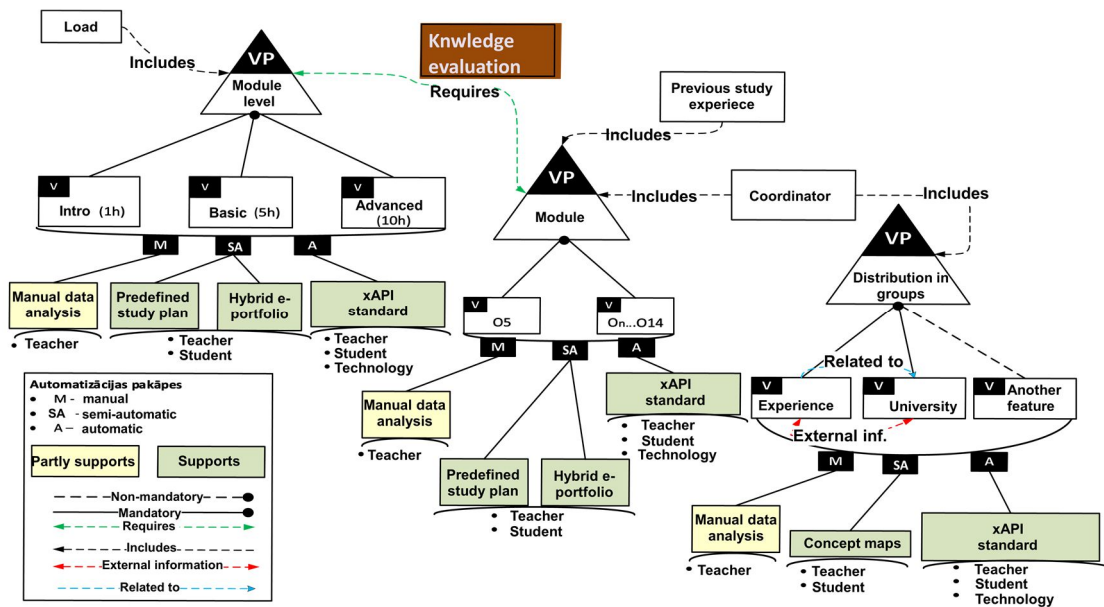 Load
Includes
VP
Module
level
Knwledge
evaluation
Requires
Previous study
experiece
Includes
VP
Module
Includes
Coordinator
Includes
VP
Distribution in
groups
V
Intro (1h)
V
Basic (5h)
V
Advanced
(10h)
M
SA
A
Manual data
analysis
• Teacher
Predefined
study plan
Hybrid e-
portfolio
• Teacher
• Student
xAPI
standard
• Teacher
• Student
• Technology
V
O5
V
On...O14
M
SA
A
Manual data
analysis
• Teacher
Predefined
study plan
Hybrid e-
portfolio
• Teacher
• Student
xAPI
standard
• Teacher
• Student
• Technology
Related to
V
Experience
V
University
V
Another
feature
External inf.
M
SA
A
Manual data
analysis
• Teacher
Concept maps
• Teacher
• Student
xAPI
standard
• Teacher
• Student
• Technology
Automatizācijas pakāpes
• M - manual
• SA - semi-automatic
• A - automatic
Partly supports
Supports
Non-mandatory
Mandatory
Requires
Includes
External information
Related to